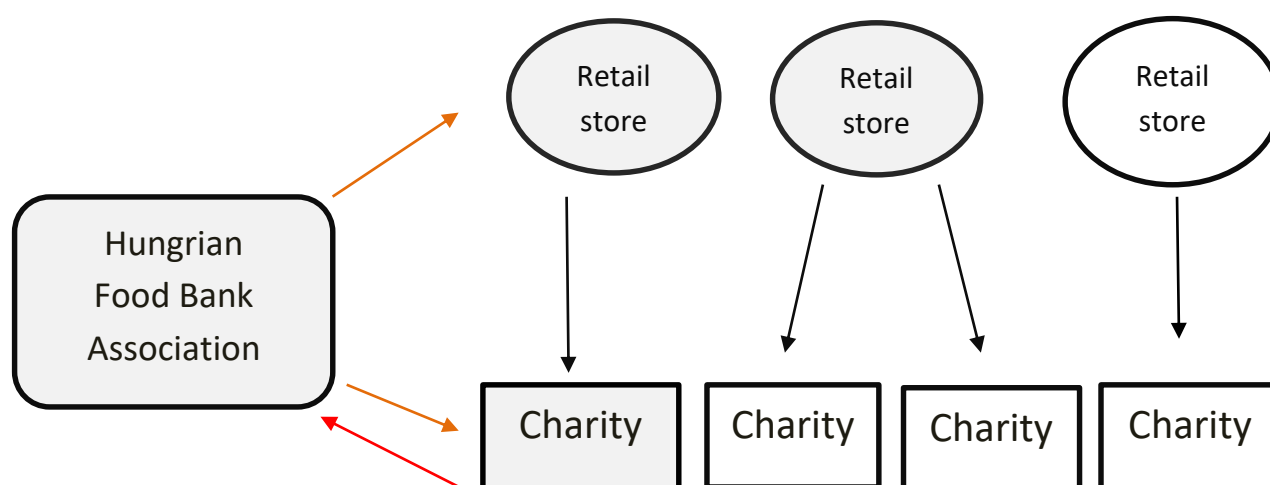 Retail
store
Retail
store
Retail
store
Hungrian
Food Bank
Association
Charity
Charity
Charity
Charity